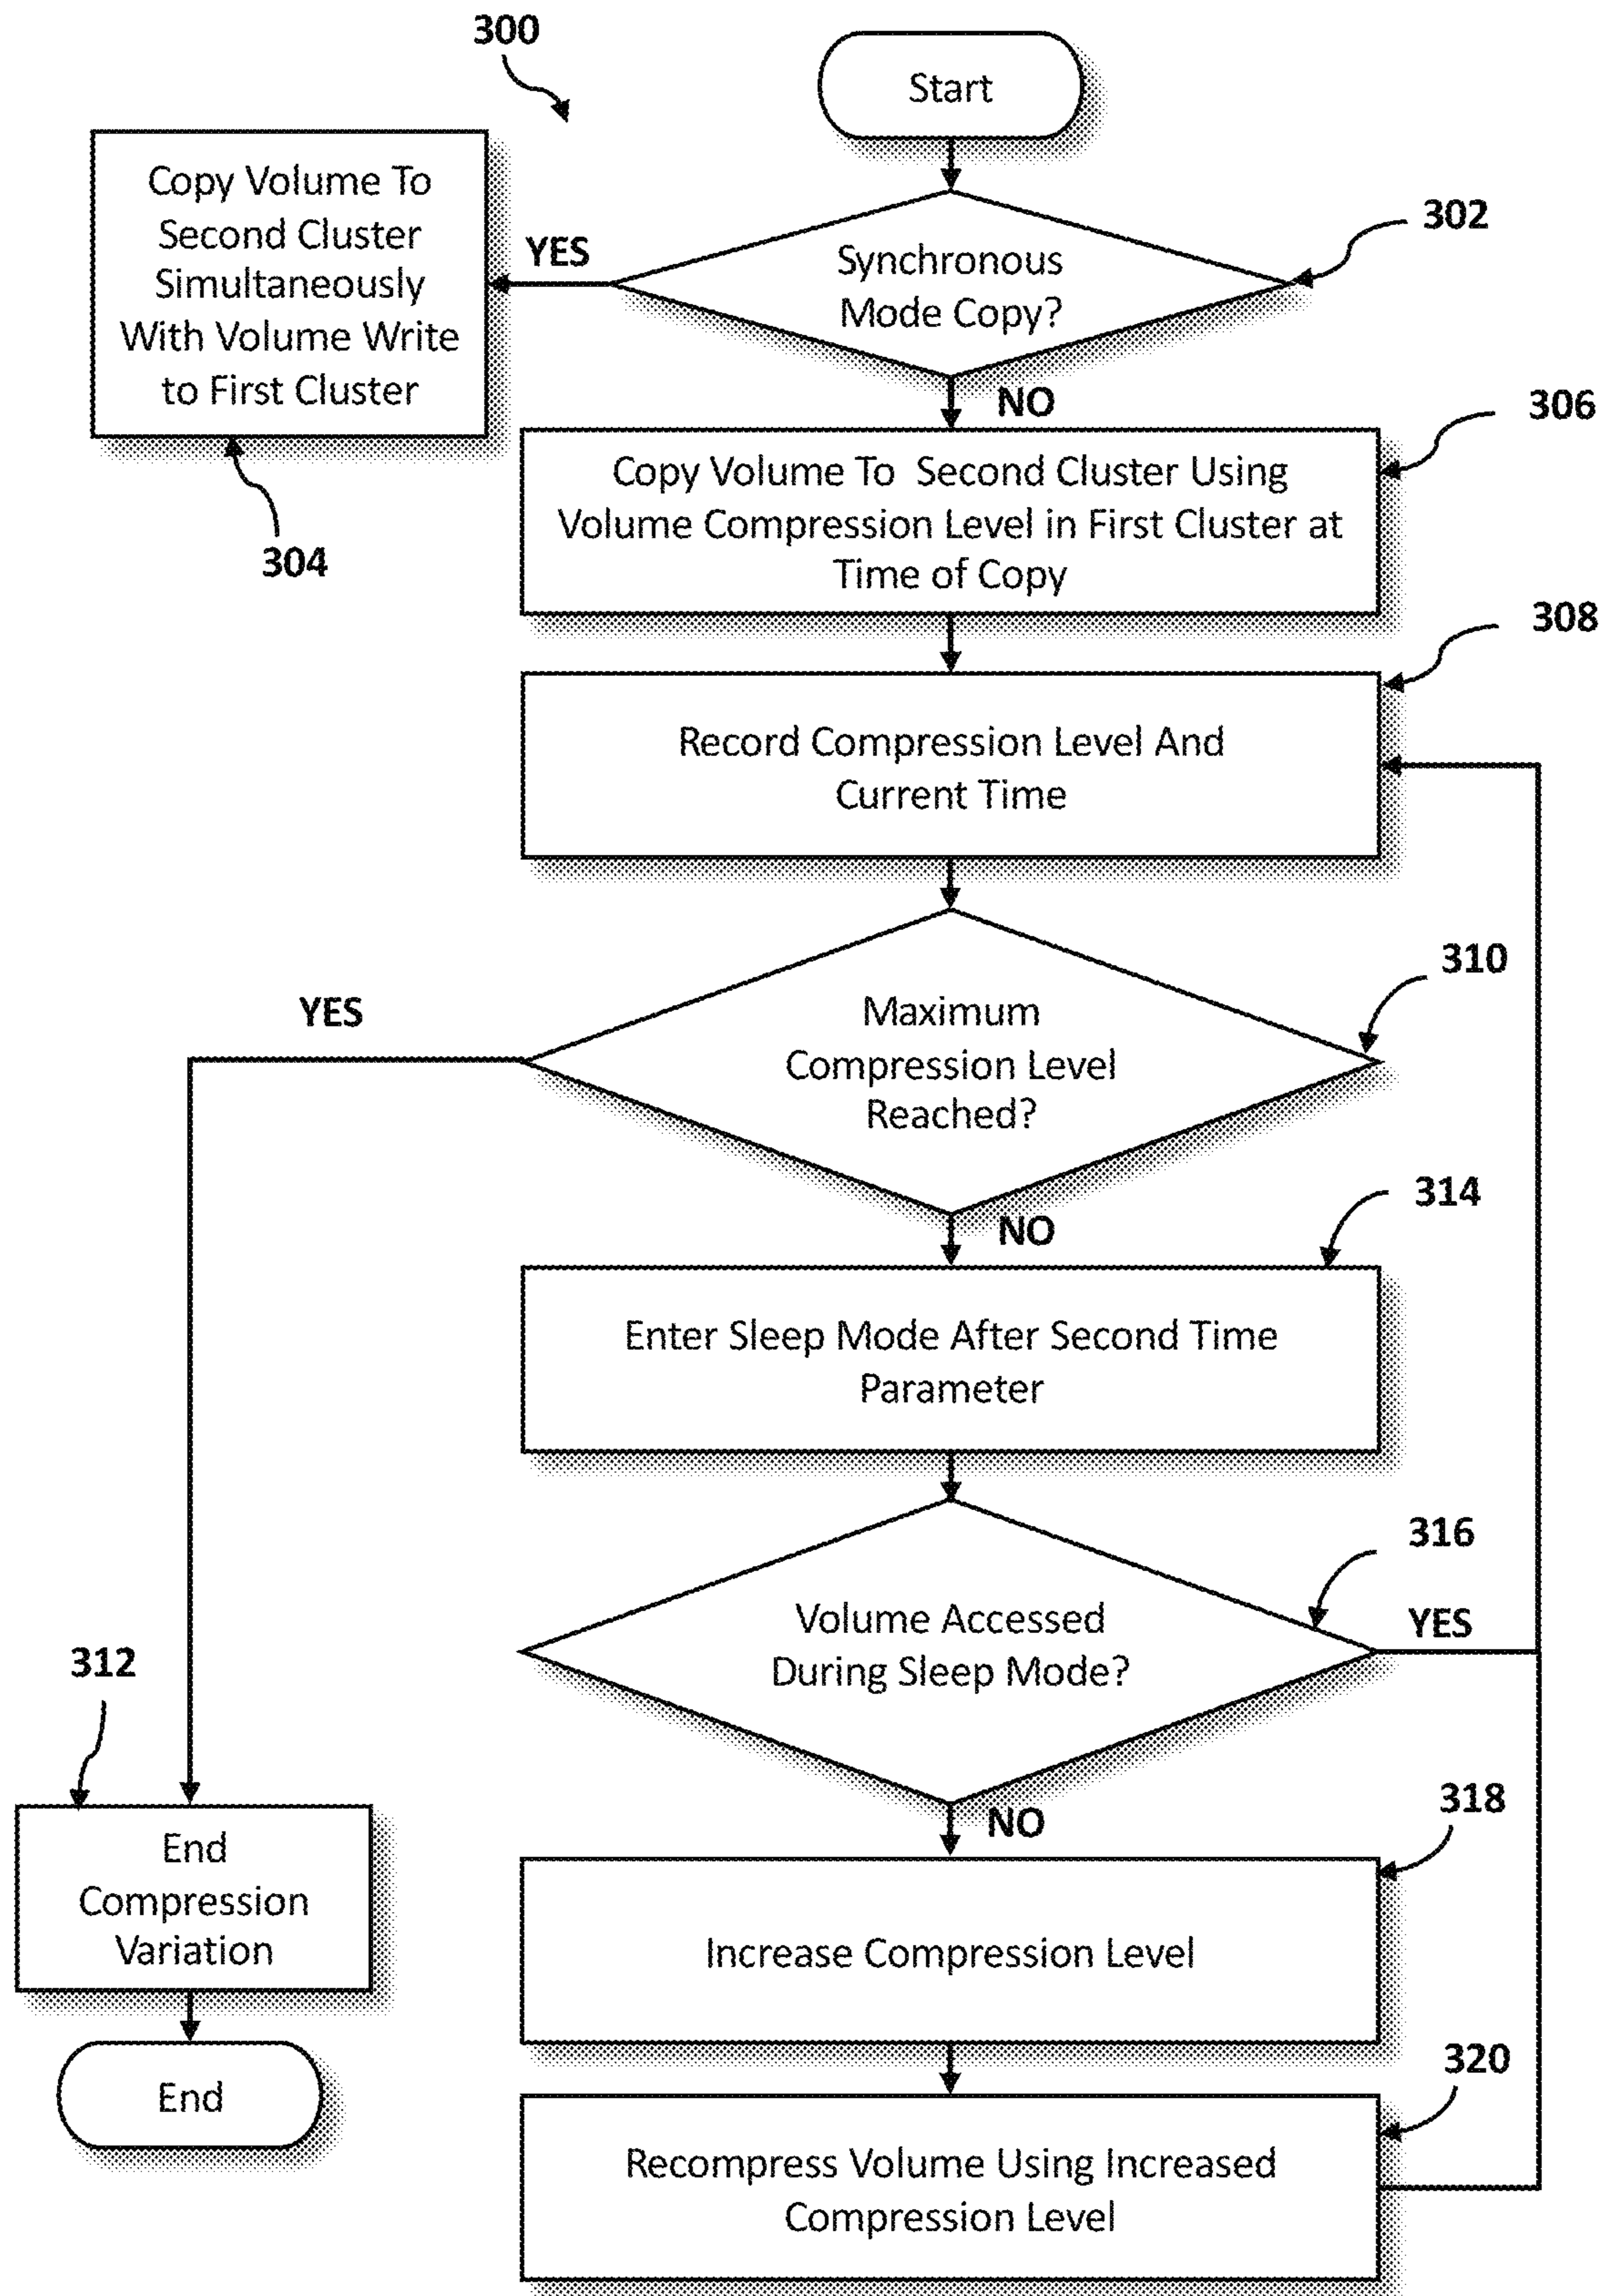 300
Start
Copy Volume To
Second Cluster
Simultaneously
With Volume Write
to First Cluster
304
YES
Synchronous
Mode Copy?
302
NO
Copy Volume To Second Cluster Using
Volume Compression Level in First Cluster at
Time of Copy
306
308
Record Compression Level And
Current Time
310
YES
Maximum
Compression Level
Reached?
NO
314
Enter Sleep Mode After Second Time
Parameter
316
Volume Accessed
During Sleep Mode?
YES
312
End
Compression
Variation
End
NO
318
Increase Compression Level
320
Recompress Volume Using Increased
Compression Level